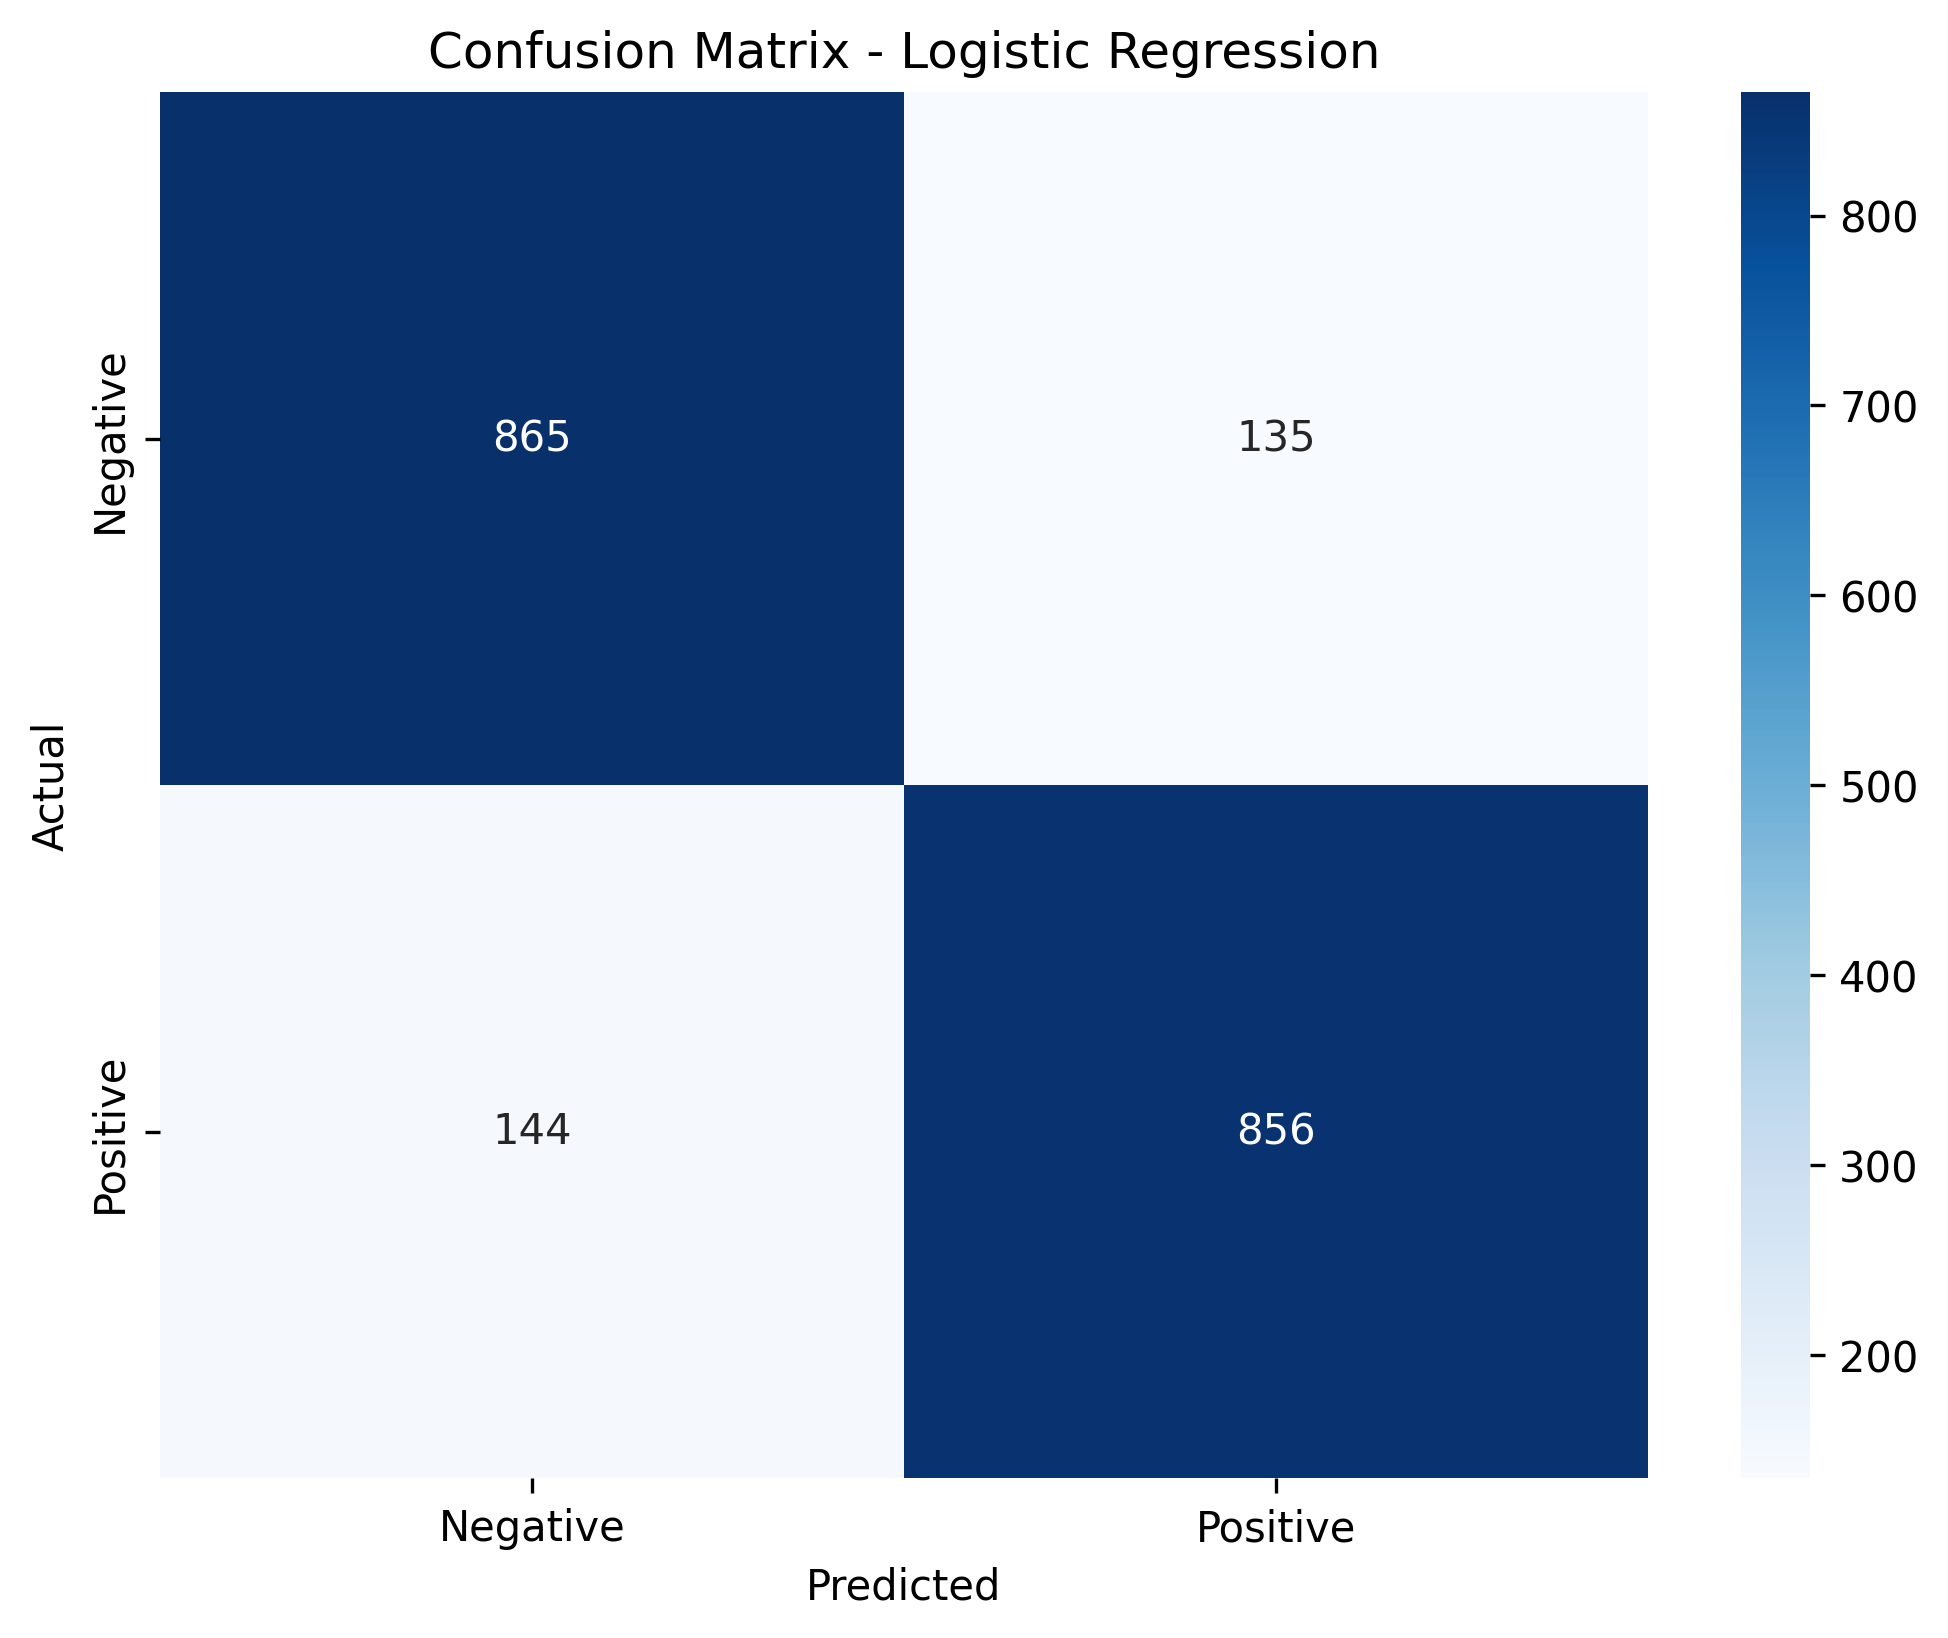 Confusion Matrix - Logistic Regression
Actual
Negative
Positive
865
135
144
856
Negative
Positive
Predicted
800
700
600
500
400
300
200